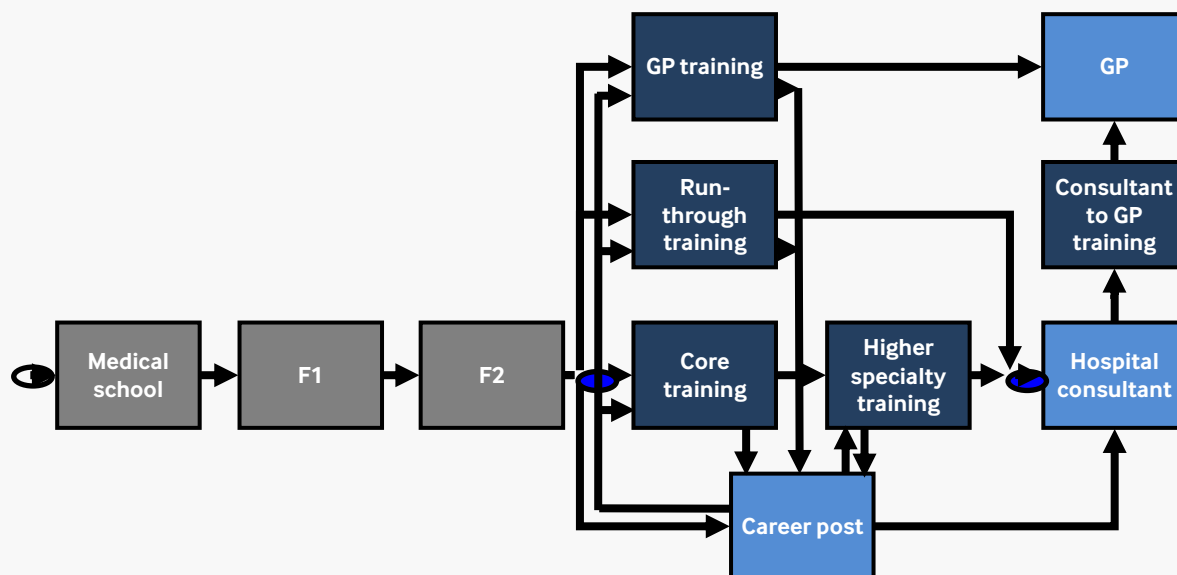 GP training
GP
Run-
through
training
Consultant
to GP
training
Medical
school
F1
F2
Core
training
Higher
specialty
training
Hospital
consultant
Career post